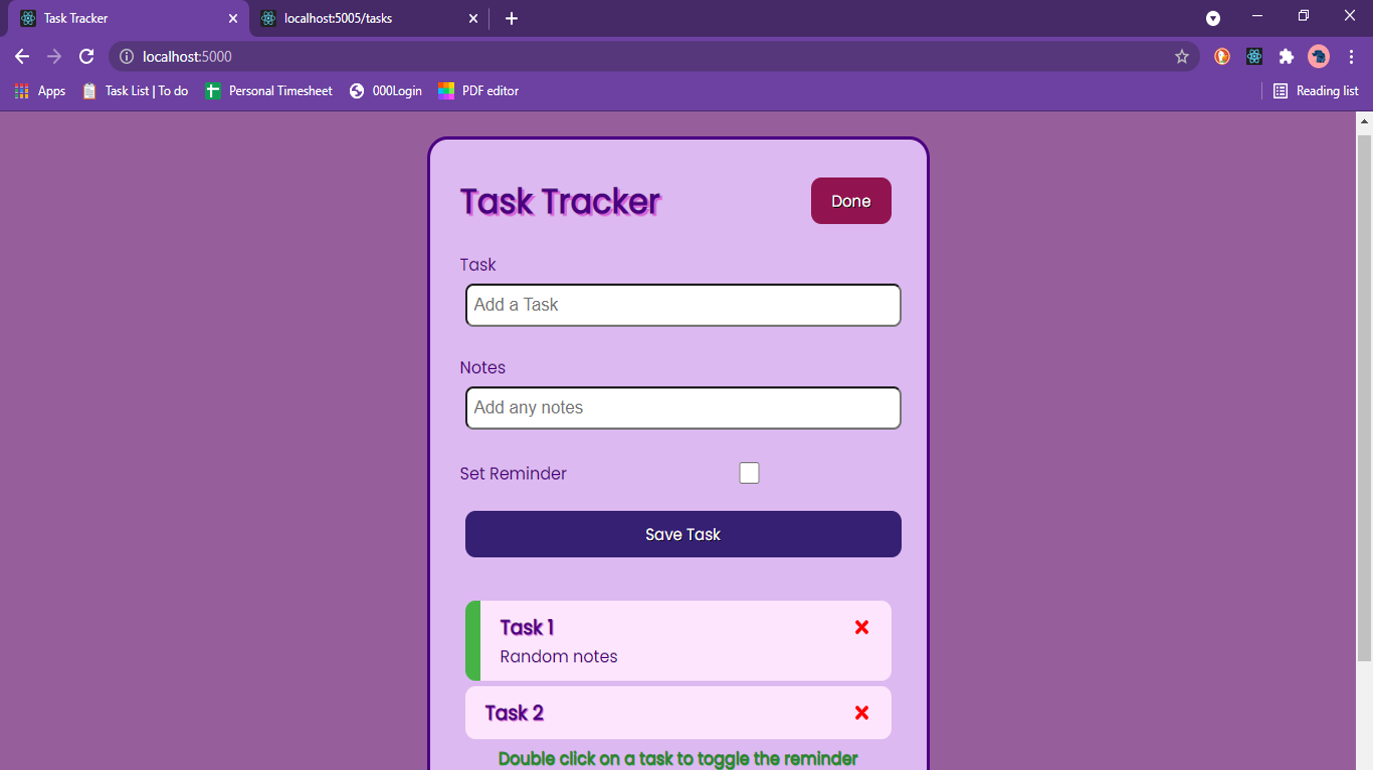 Task Tracker
localhost:5005/tasks
localhost:5000
Apps
Task List | To do
Personal Timesheet
000Login
PDF editor
Reading list
Task Tracker
Done
Task
Add a Task
Notes
Add any notes
Set Reminder
Save Task
Task 1
Random notes
Task 2
Double click on a task to toggle the reminder